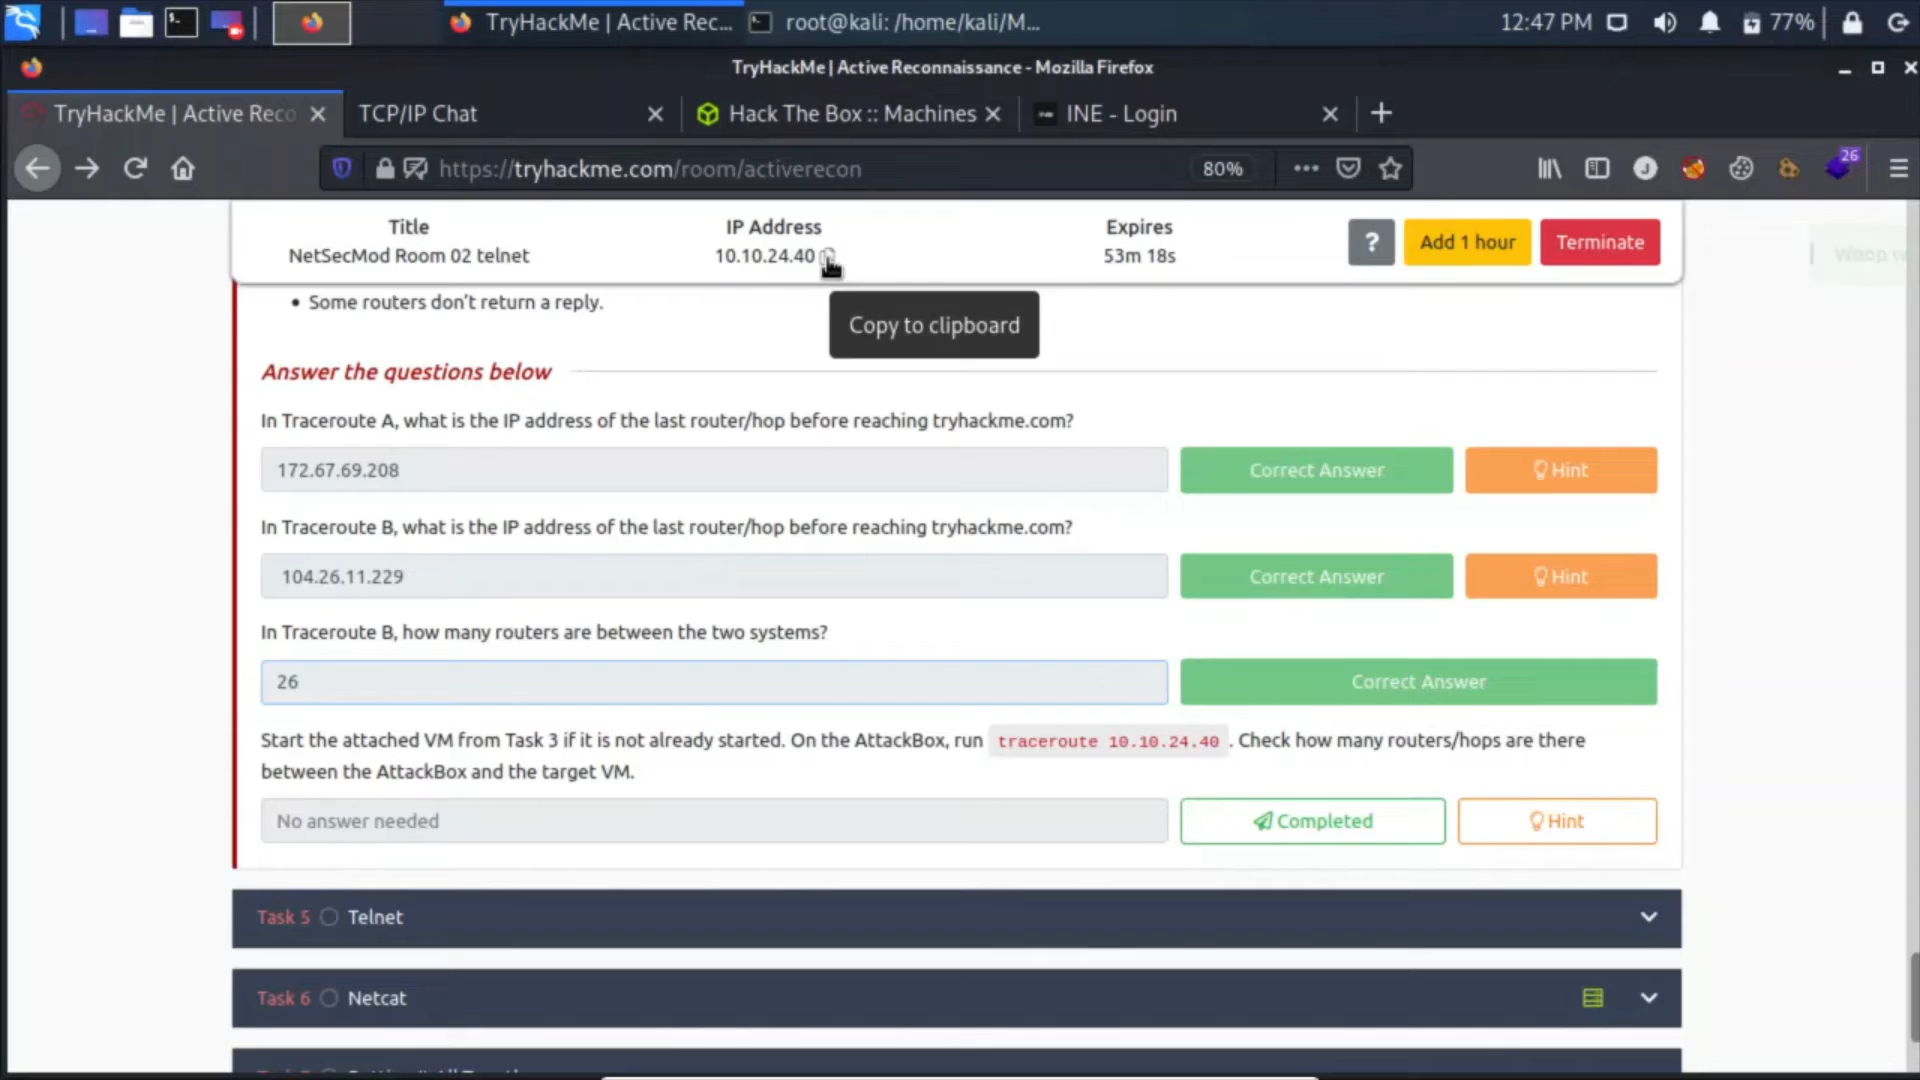 TryHackMe | Active Rec...
root@kali: /home/kali/M...
12:47 PM
77%
TryHackMe | Active Reconnaissance - Mozilla Firefox
TryHackMe | Active Reco
TCP/IP Chat
Hack The Box :: Machines
INE - Login
https://tryhackme.com/room/activerecon
80%
26
Title
IP Address
Expires
NetSecMod Room 02 telnet
10.10.24.40
53m 18s
?
Add 1 hour
Terminate
Some routers don't return a reply.
Copy to clipboard
Answer the questions below
In Traceroute A, what is the IP address of the last router/hop before reaching tryhackme.com?
172.67.69.208
Correct Answer
Hint
In Traceroute B, what is the IP address of the last router/hop before reaching tryhackme.com?
104.26.11.229
Correct Answer
Hint
In Traceroute B, how many routers are between the two systems?
26
Correct Answer
Start the attached VM from Task 3 if it is not already started. On the AttackBox, run traceroute 10.10.24.40 . Check how many routers/hops are there
between the AttackBox and the target VM.
No answer needed
Completed
Hint
Task 5 Telnet
Task 6 Netcat